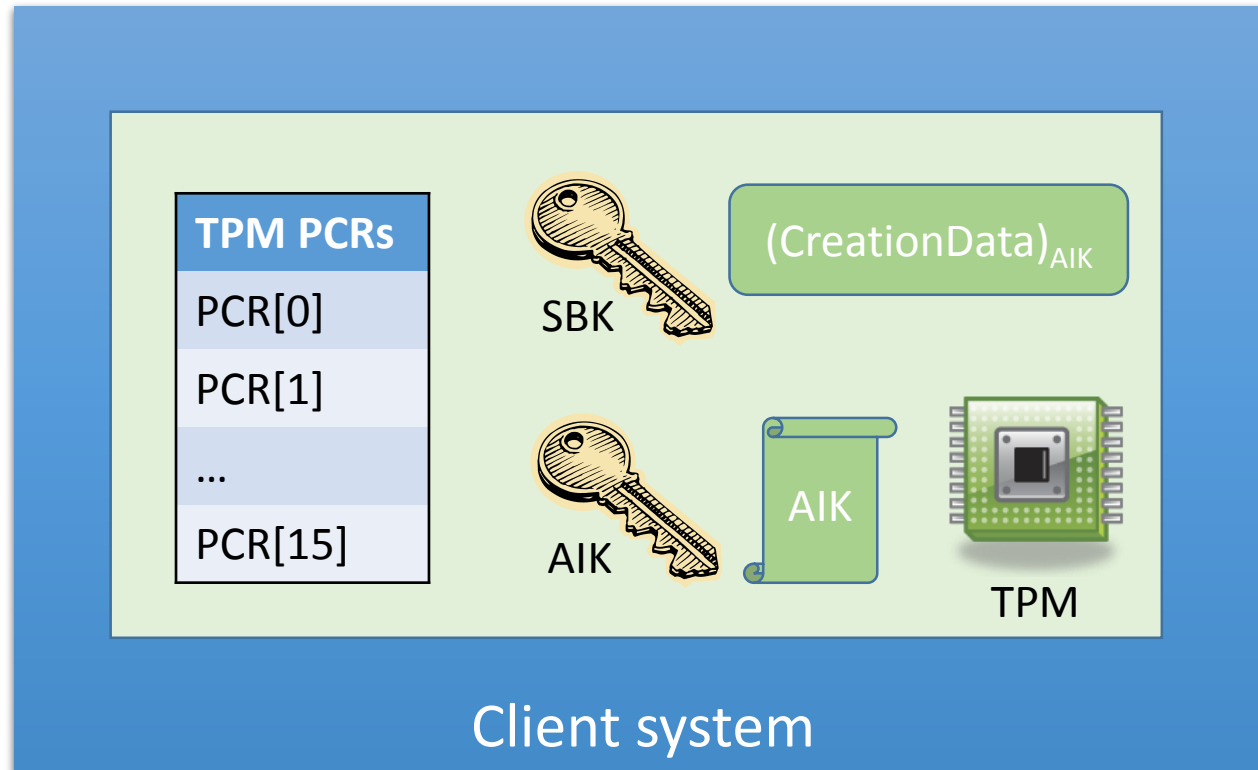 TPM PCRs
PCR[0]
PCR[1]
...
PCR[15]
SBK
(CreationData)AIK
AIK
AIK
TPM
Client system